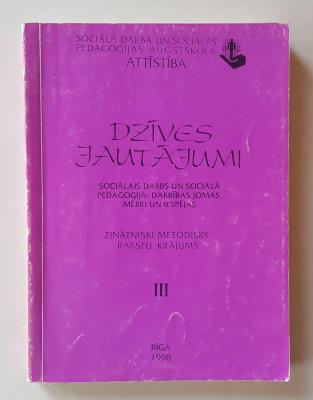 SOCIĀLĀ DARBA UN SOCIĀLĀS
PEDAGOĢIJAS AUGSTSKOLA
ATTĪSTĪBA
DZĪVES
JAUTĀJUMI
SOCIĀLAIS DARBS UN SOCIĀLĀ
PEDAGOĢIJA: DARBĪBAS JOMAS,
MĒRĶI UN IESPĒJAS
ZINĀTNISKI METODISKS
RAKSTU KRĀJUMS
III
RĪGA
1998